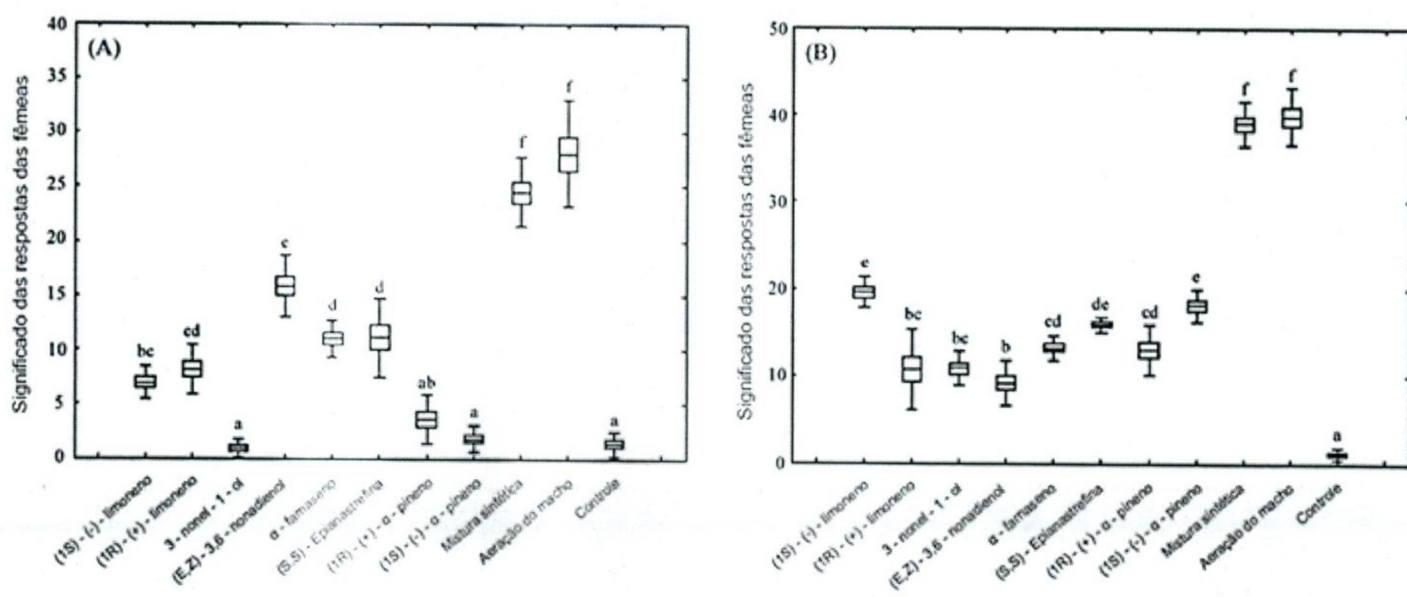 (A)
Significado das respostas das fêmeas
40
35
30
25
20
15
10
5
0
bc
cd
a
e
d
d
ab
a
f
f
a
(1S) - (-) - limoneno
(1R) - (+) - limoneno
3 - nonel - 1 - ol
(E,Z) - 3,6 - nonadienol
α - farnaseno
(S,S) - Epianastrefina
(1R) - (+) - α - pineno
(1S) - (-) - α - pineno
Mistura sintética
Aeração do macho
Controle
(B)
Significado das respostas das fêmeas
50
40
30
20
10
0
e
bc
bc
b
cd
de
cd
e
f
f
a
(1S) - (-) - limoneno
(1R) - (+) - limoneno
3 - nonel - 1 - ol
(E,Z) - 3,6 - nonadienol
α - farnaseno
(S,S) - Epianastrefina
(1R) - (+) - α - pineno
(1S) - (-) - α - pineno
Mistura sintética
Aeração do macho
Controle